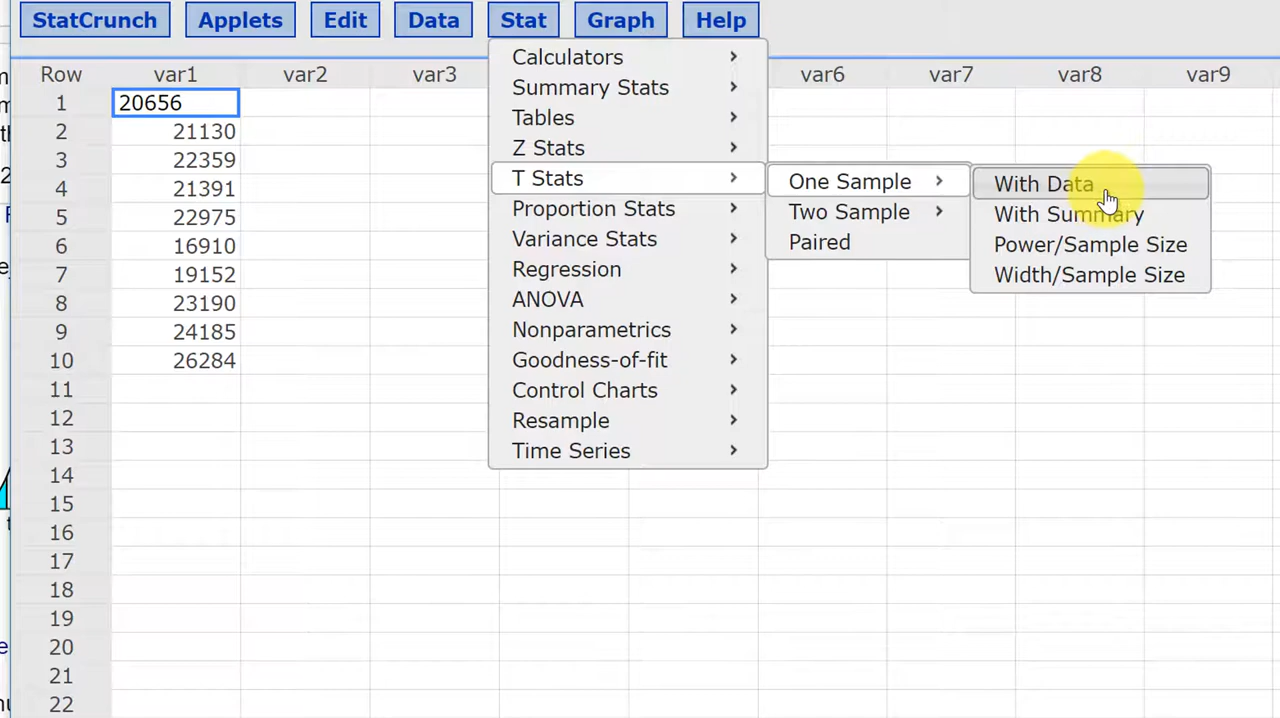 StatCrunch Applets Edit Data Stat Graph Help
Row var1 var2 var3 var6 var7 var8 var9
1 20656
2 21130
3 22359
4 21391
5 22975
6 16910
7 19152
8 23190
9 24185
10 26284
11
12
13
14
15
16
17
18
19
20
21
22
Calculators
Summary Stats
Tables
Z Stats
T Stats
Proportion Stats
Variance Stats
Regression
ANOVA
Nonparametrics
Goodness-of-fit
Control Charts
Resample
Time Series
One Sample
Two Sample
Paired
With Data
With Summary
Power/Sample Size
Width/Sample Size